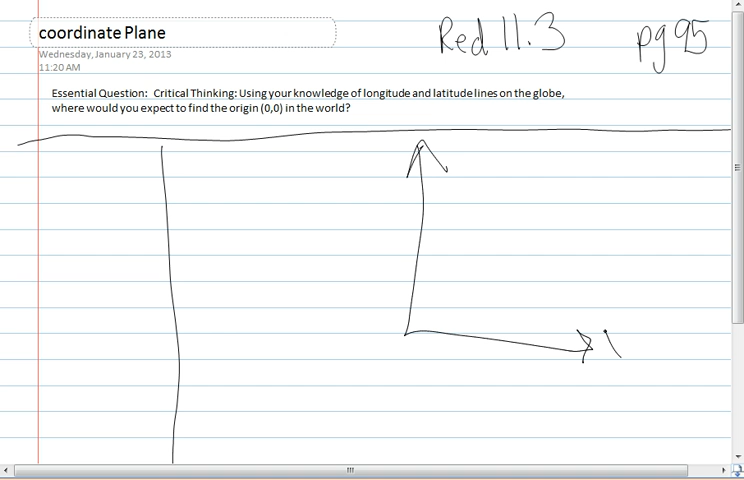 coordinate Plane
Red 11.3 pg 95
Wednesday, January 23, 2013
11:20 AM
Essential Question: Critical Thinking: Using your knowledge of longitude and latitude lines on the globe,
where would you expect to find the origin (0,0) in the world?